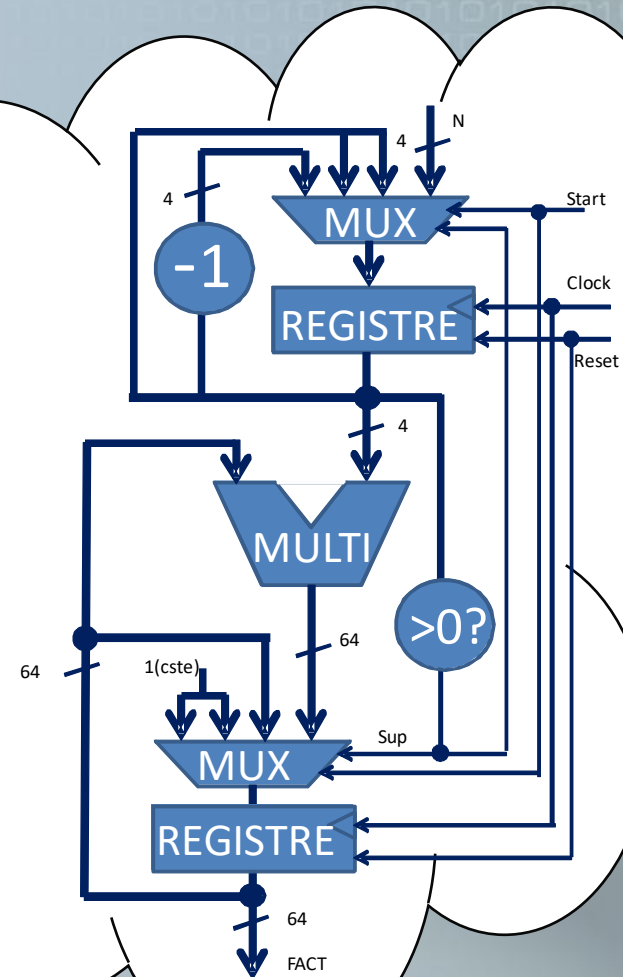 N
4
4
MUX
Start
-1
Clock
REGISTRE
Reset
4
MULTI
>0?
64
64
1(cste)
Sup
MUX
REGISTRE
64
FACT